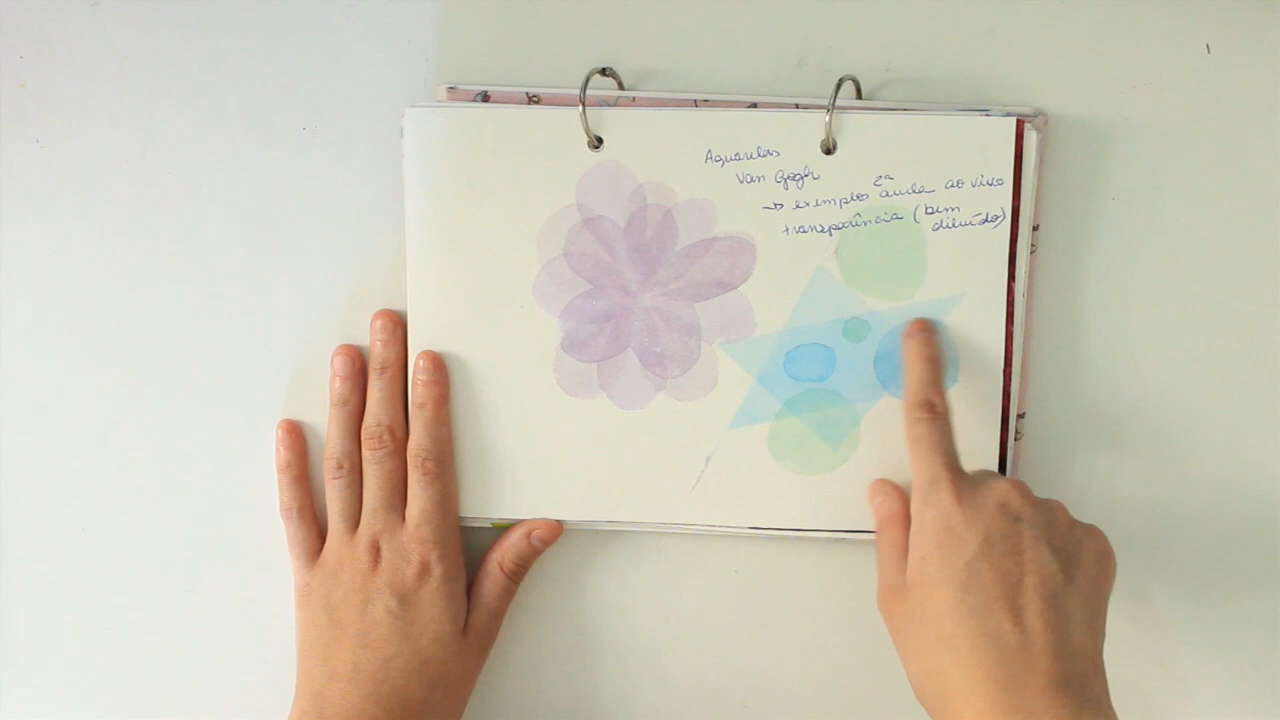 Aquarelas
Van Gogh
→ exemplos 2ª aula ao vivo
transparência (bem
diluído)